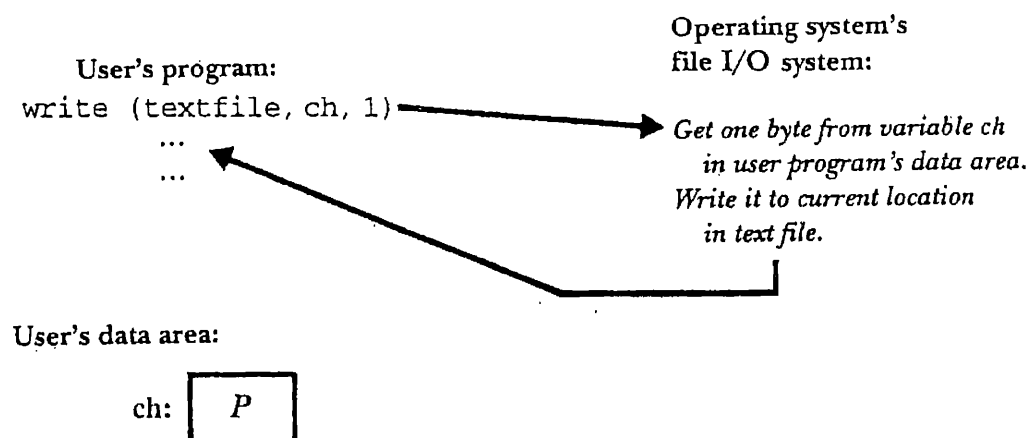 Operating system's
file I/O system:
User's program:
write (textfile, ch, 1)
...
...
Get one byte from variable ch
in user program's data area.
Write it to current location
in text file.
User's data area:
ch: P